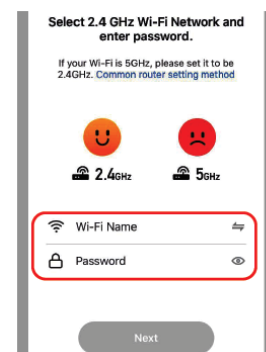 Select 2.4 GHz Wi-Fi Network and
enter password.
If your Wi-Fi is 5GHz, please set it to be
2.4GHz. Common router setting method
2.4GHz 5GHz
Wi-Fi Name
Password
Next